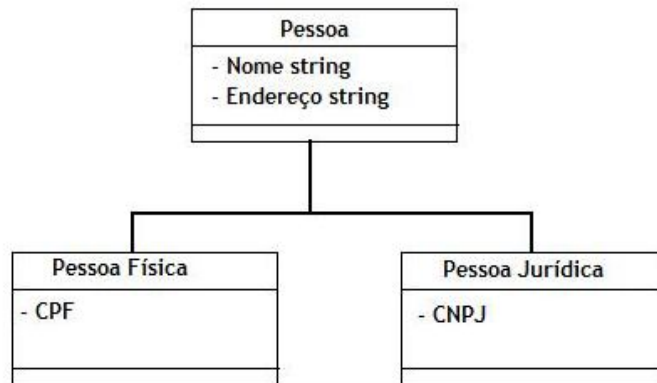 Pessoa
- Nome string
- Endereço string
Pessoa Física
- CPF
Pessoa Jurídica
- CNPJ